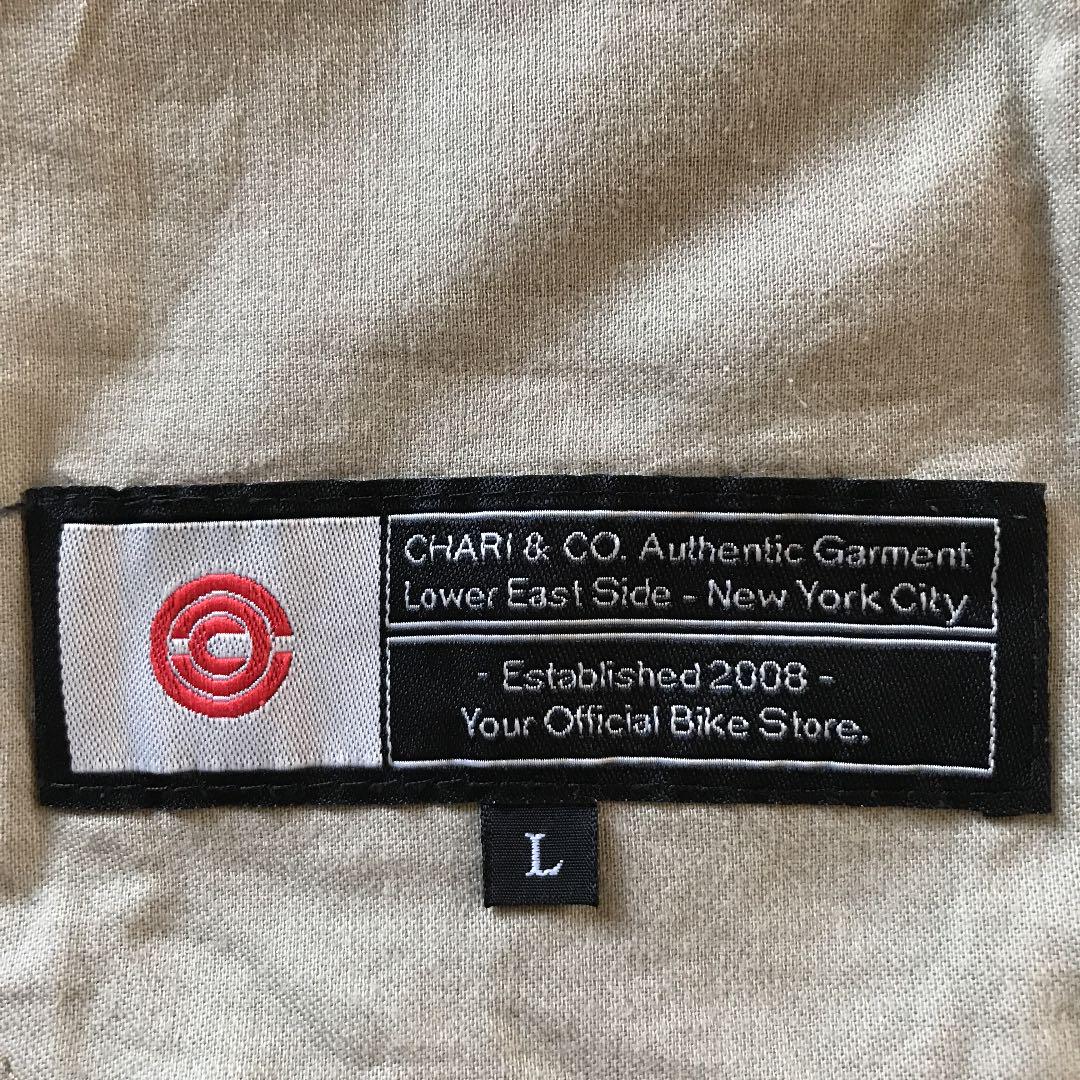 CHARI & CO. Authentic Garment
Lower East Side - New York City
- Established 2008 -
Your Official Bike Store.
L